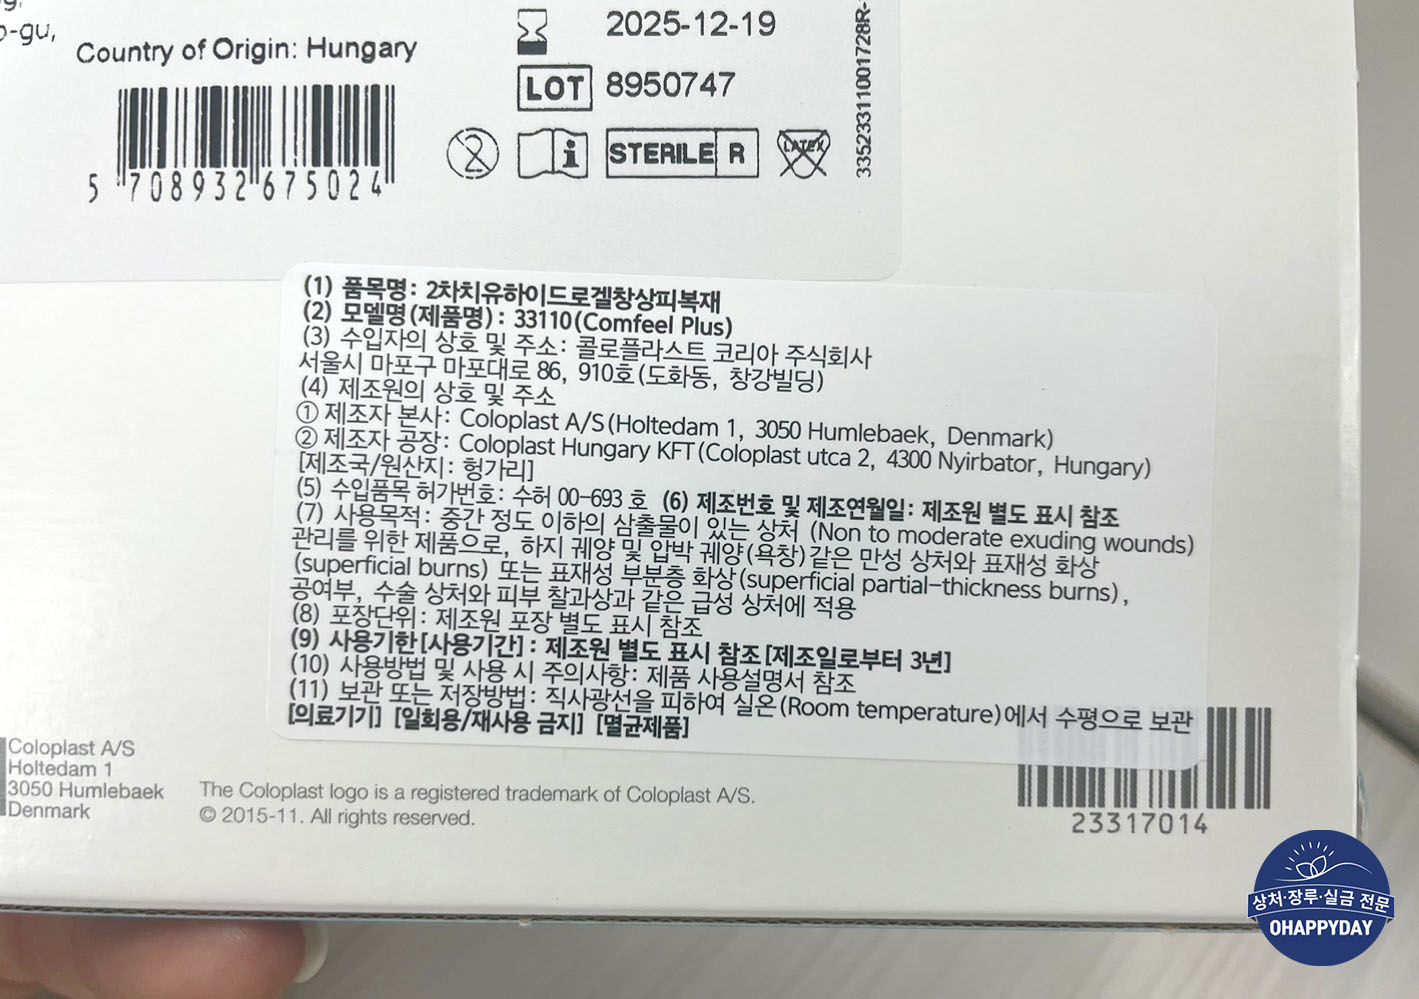 o-gu,
Country of Origin: Hungary
5 708932 675024
2025-12-19
LOT 8950747
2
i
STERILE R
LATEX
33523311001728R-
(1) 품목명: 2차치유하이드로겔창상피복재
(2) 모델명(제품명): 33110(Comfeel Plus)
(3) 수입자의 상호 및 주소: 콜로플라스트 코리아 주식회사
서울시 마포구 마포대로 86, 910호(도화동, 창강빌딩)
(4) 제조원의 상호 및 주소
① 제조자 본사: Coloplast A/S(Holtedam 1, 3050 Humlebaek, Denmark)
② 제조자 공장: Coloplast Hungary KFT(Coloplast utca 2, 4300 Nyirbator, Hungary)
[제조국/원산지: 헝가리]
(5) 수입품목 허가번호: 수허 00-693 호 (6) 제조번호 및 제조연월일: 제조원 별도 표시 참조
(7) 사용목적: 중간 정도 이하의 삼출물이 있는 상처 (Non to moderate exuding wounds)
관리를 위한 제품으로, 하지 궤양 및 압박 궤양(욕창)같은 만성 상처와 표재성 화상
(superficial burns) 또는 표재성 부분층 화상(superficial partial-thickness burns),
공여부, 수술 상처와 피부 찰과상과 같은 급성 상처에 적용
(8) 포장단위: 제조원 포장 별도 표시 참조
(9) 사용기한[사용기간]: 제조원 별도 표시 참조[제조일로부터 3년]
(10) 사용방법 및 사용 시 주의사항: 제품 사용설명서 참조
(11) 보관 또는 저장방법: 직사광선을 피하여 실온(Room temperature)에서 수평으로 보관
[의료기기] [일회용/재사용 금지] [멸균제품]
Coloplast A/S
Holtedam 1
3050 Humlebaek
Denmark
The Coloplast logo is a registered trademark of Coloplast A/S.
© 2015-11. All rights reserved.
23317014
상처·장루·실금 전문
OHAPPYDAY